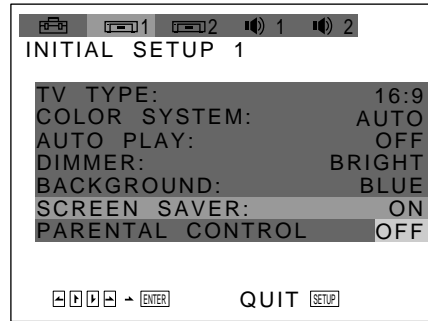 1 2 1 2
INITIAL SETUP 1
TV TYPE: 16:9
COLOR SYSTEM: AUTO
AUTO PLAY: OFF
DIMMER: BRIGHT
BACKGROUND: BLUE
SCREEN SAVER: ON
PARENTAL CONTROL OFF
ENTER QUIT SETUP